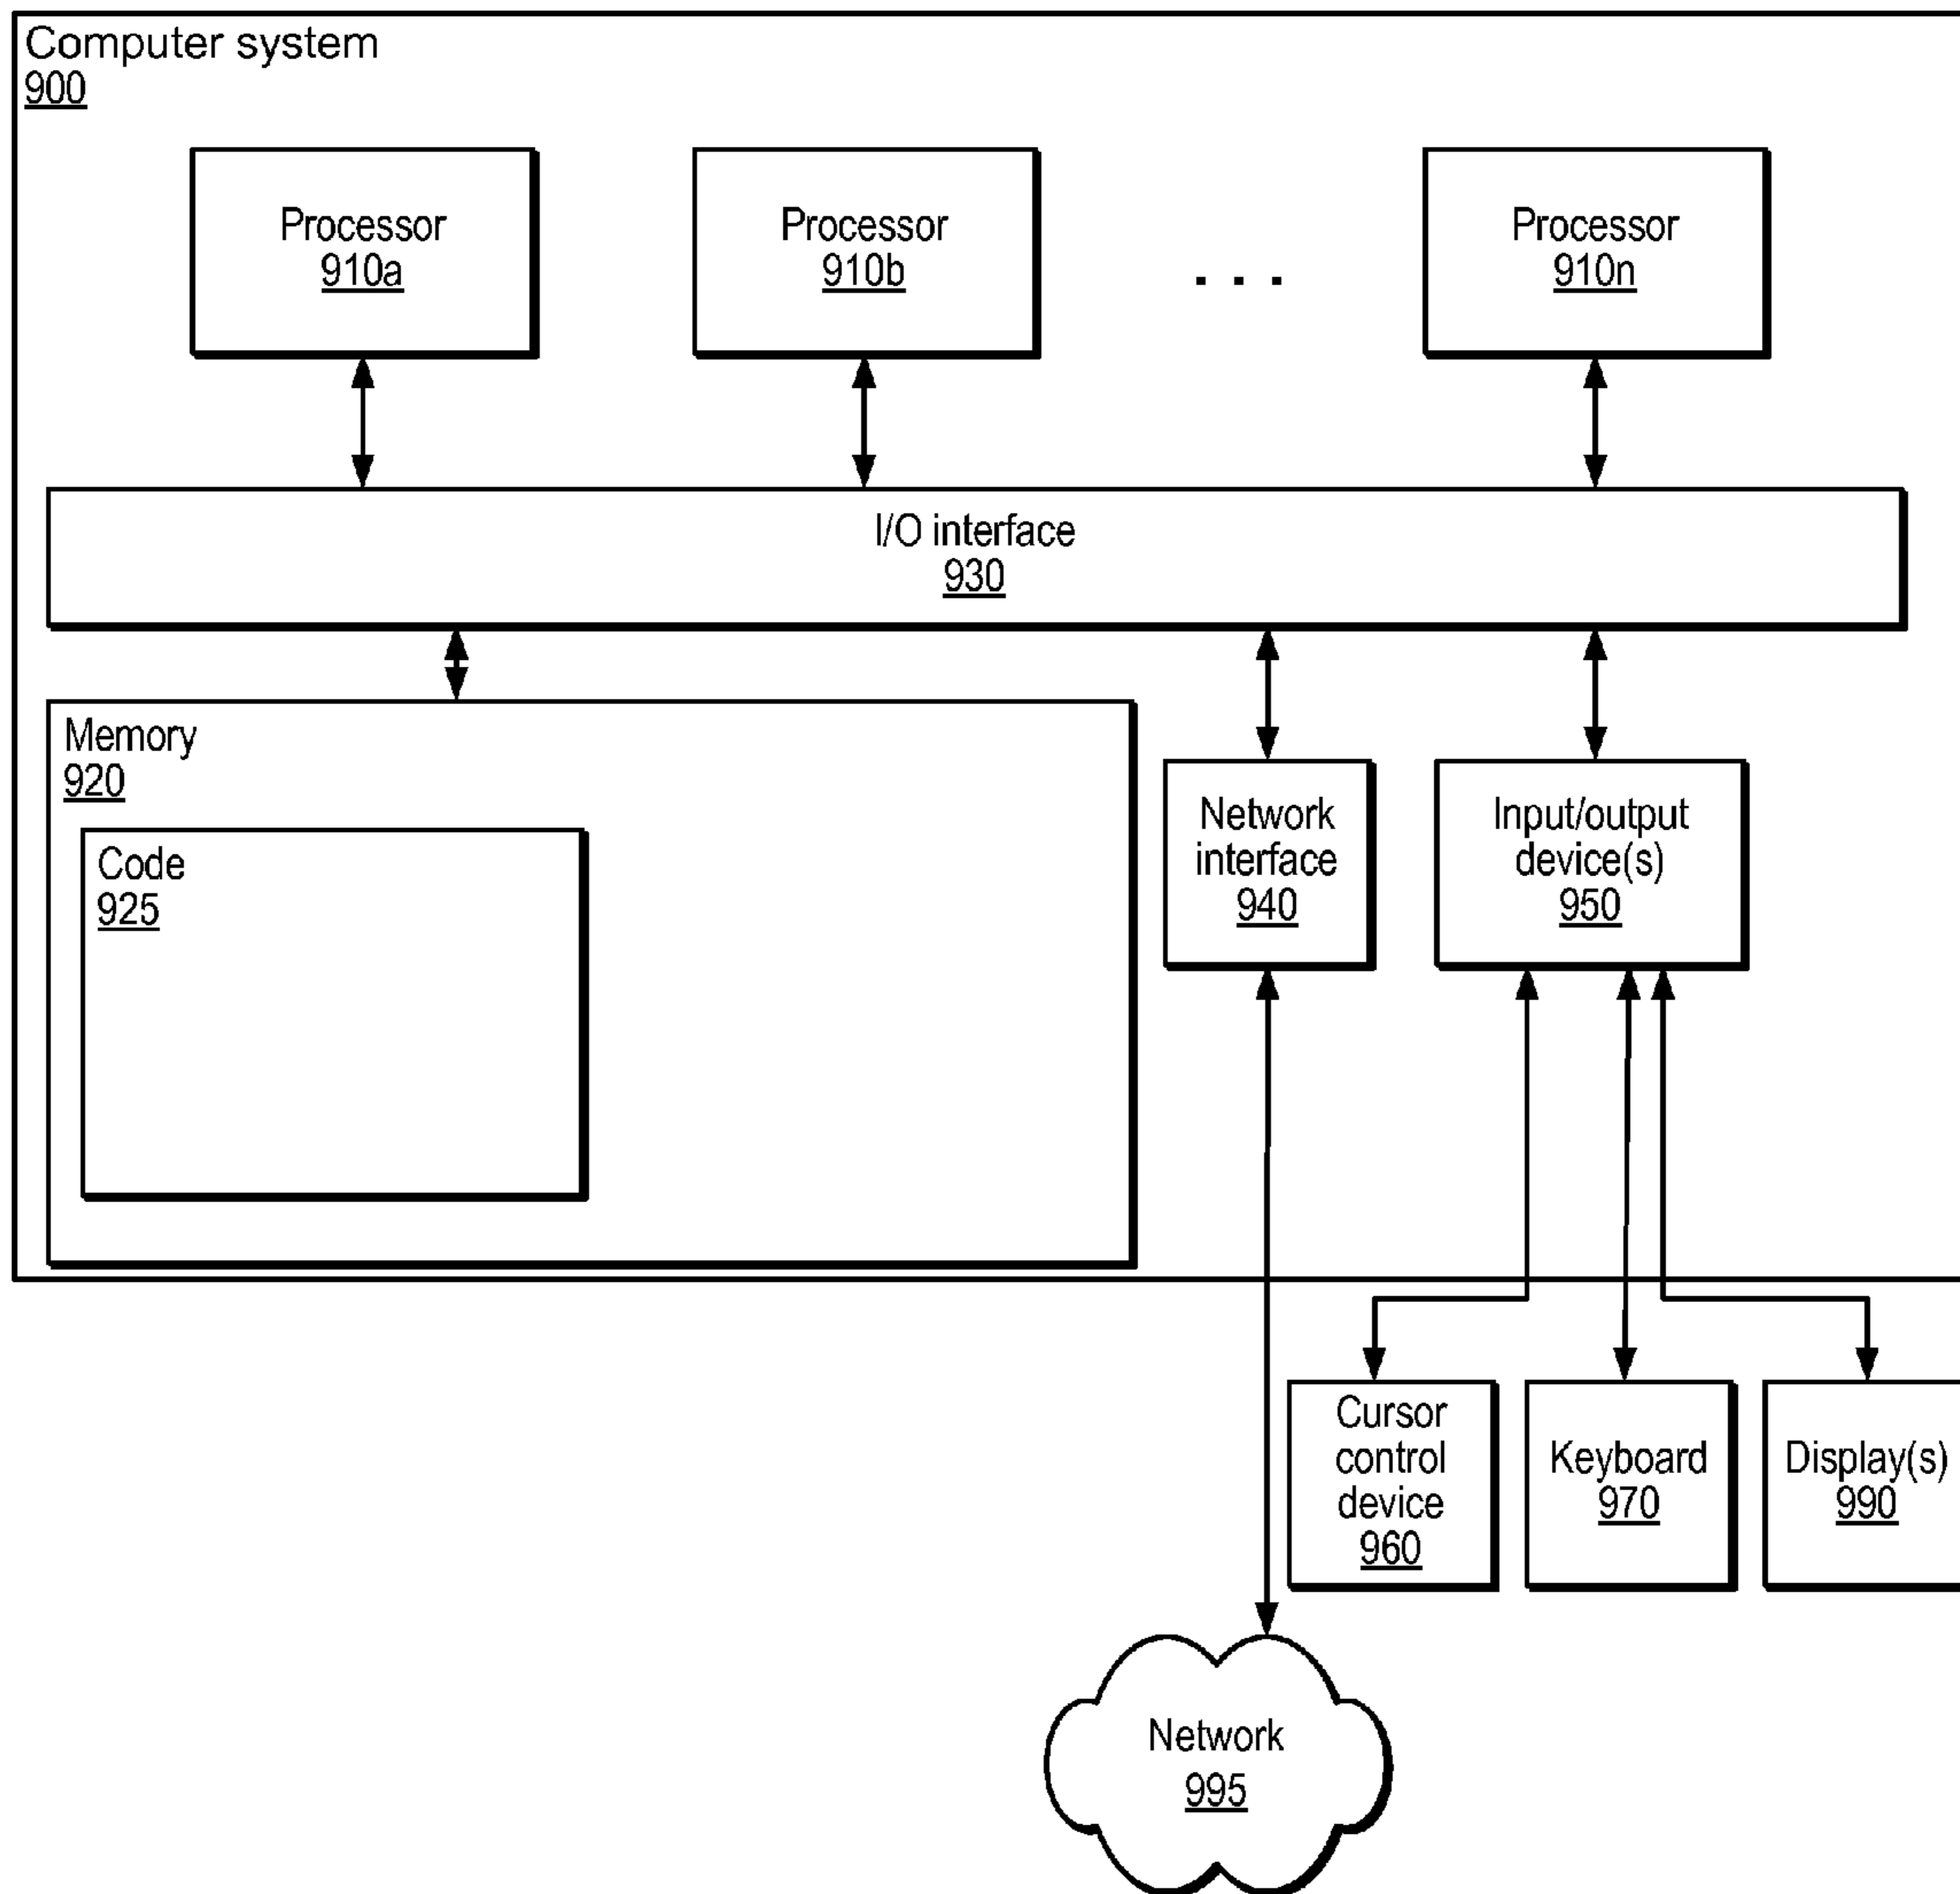 Computer system
900
Processor
910a
Processor
910b
. . .
Processor
910n
I/O interface
930
Memory
920
Code
925
Network
interface
940
Input/output
device(s)
950
Cursor
control
device
960
Keyboard
970
Display(s)
990
Network
995